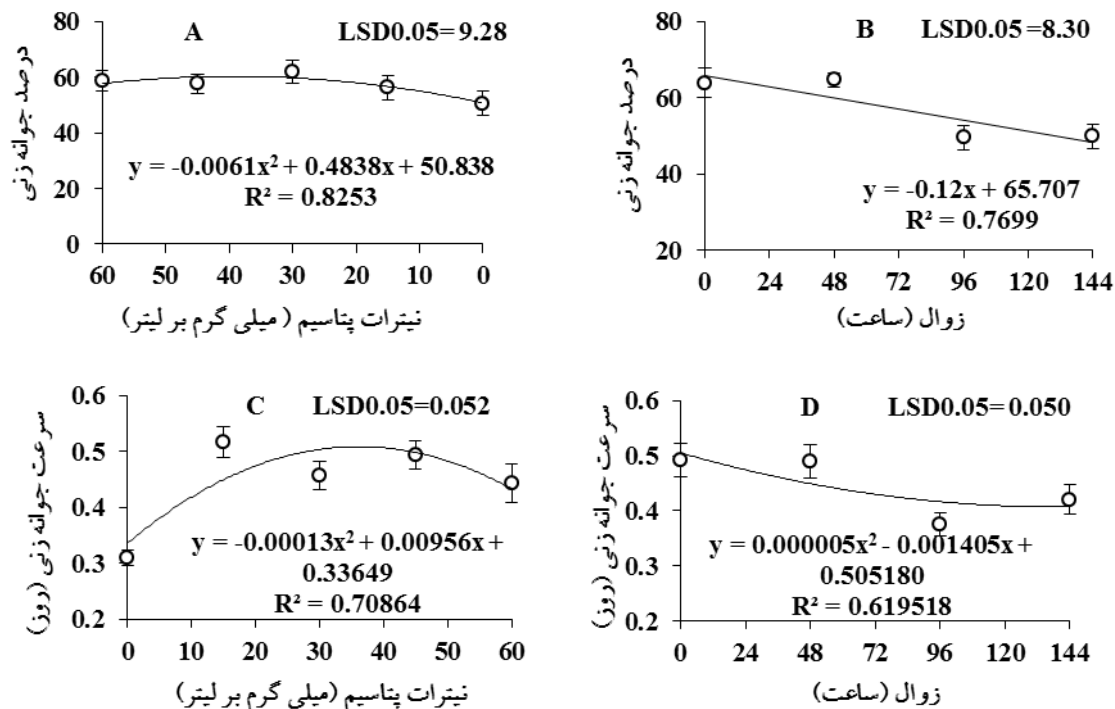 A LSD0.05= 9.28
درصد جوانه زنی
80
60
40
20
0
y = -0.0061x² + 0.4838x + 50.838
R² = 0.8253
60 50 40 30 20 10 0
نیترات پتاسیم ( میلی گرم بر لیتر)
B LSD0.05 =8.30
درصد جوانه زنی
80
60
40
20
y = -0.12x + 65.707
R² = 0.7699
0 24 48 72 96 120 144
زوال (ساعت)
C LSD0.05=0.052
سرعت جوانه زنی (روز)
0.6
0.5
0.4
0.3
0.2
y = -0.00013x² + 0.00956x +
0.33649
R² = 0.70864
0 10 20 30 40 50 60
نیترات پتاسیم (میلی گرم بر لیتر)
D LSD0.05= 0.050
سرعت جوانه زنی (روز)
0.6
0.5
0.4
0.3
0.2
y = 0.000005x² - 0.001405x +
0.505180
R² = 0.619518
0 24 48 72 96 120 144
زوال (ساعت)